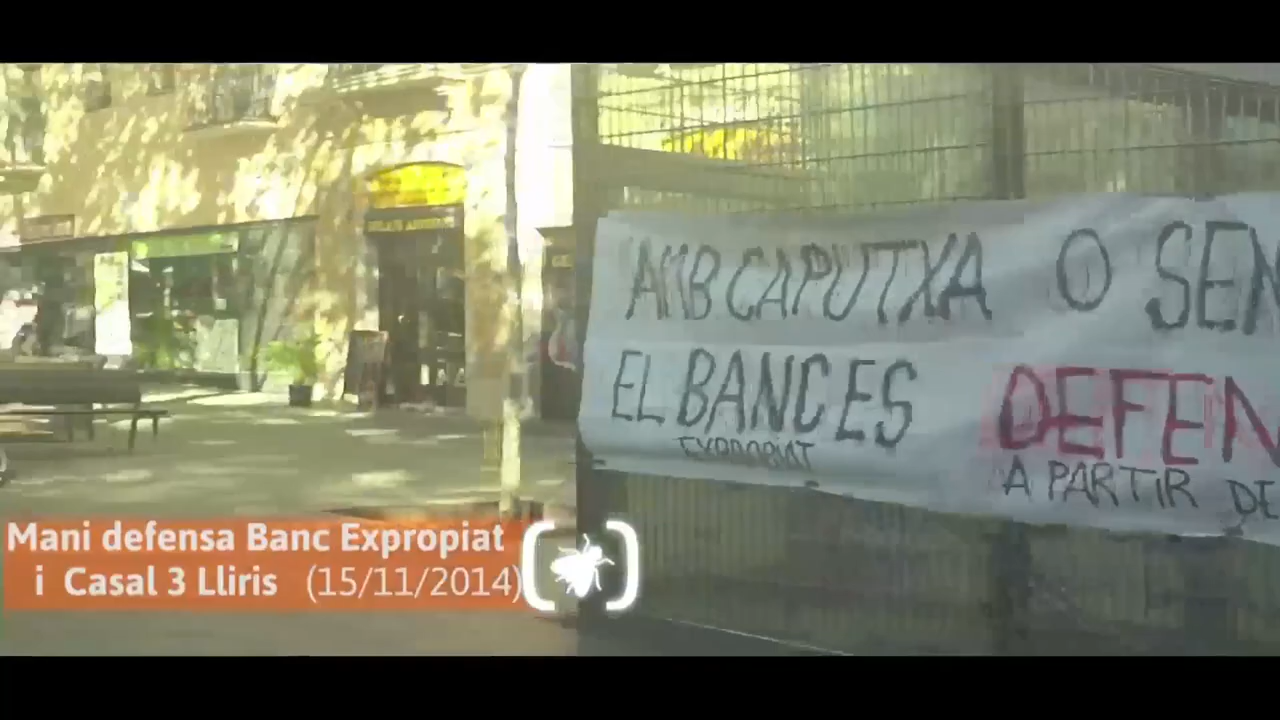 AMB CAPUTXA O SEN
EL BANC ES DEFEN
EXPROPIAT
A PARTIR DE
Mani defensa Banc Expropiat
i Casal 3 Lliris (15/11/2014)